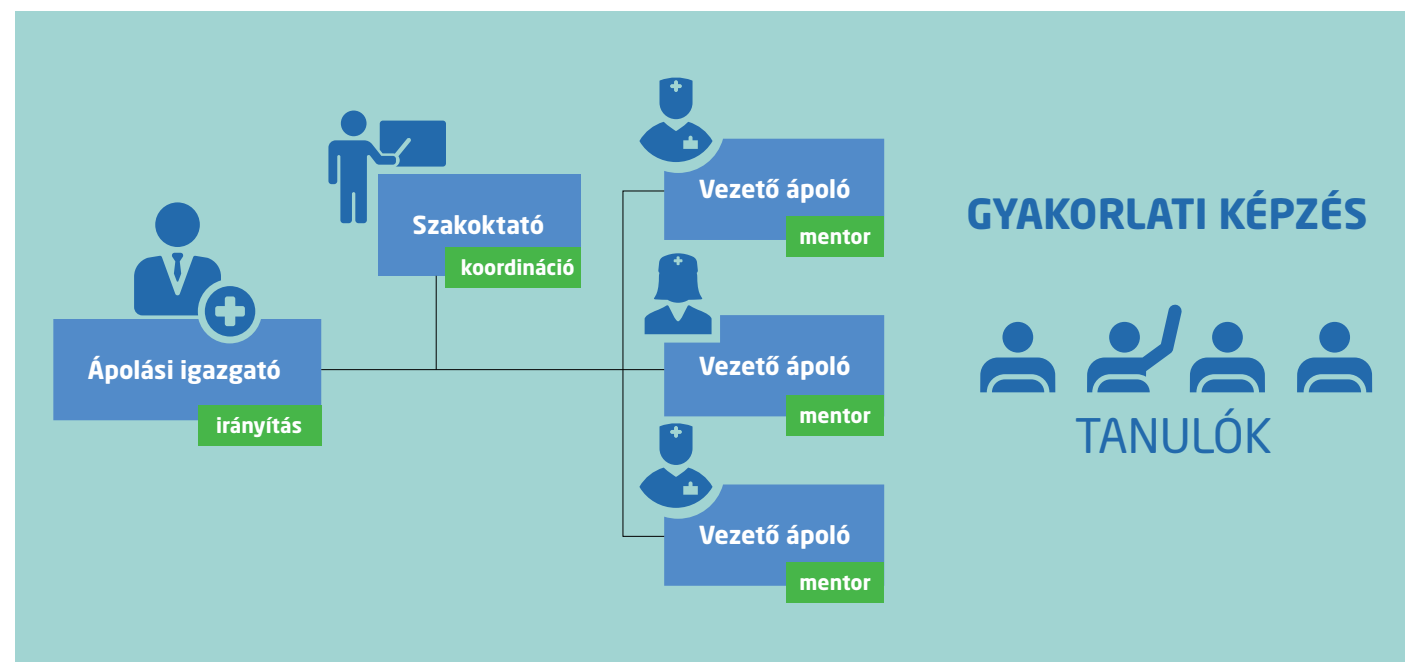 Ápolási igazgató
irányítás
Szakoktató
koordináció
Vezető ápoló
mentor
Vezető ápoló
mentor
Vezető ápoló
mentor
GYAKORLATI KÉPZÉS
TANULÓK